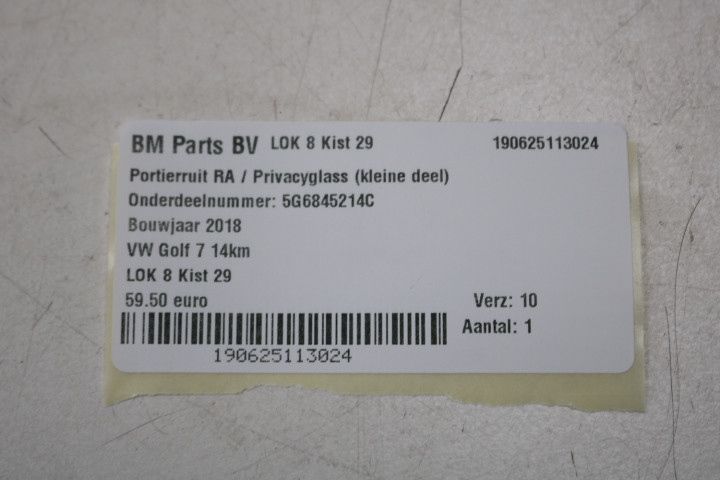 BM Parts BV LOK 8 Kist 29 190625113024
Portierruit RA / Privacyglass (kleine deel)
Onderdeelnummer: 5G6845214C
Bouwjaar 2018
VW Golf 7 14km
LOK 8 Kist 29
59.50 euro Verz: 10
Aantal: 1
190625113024